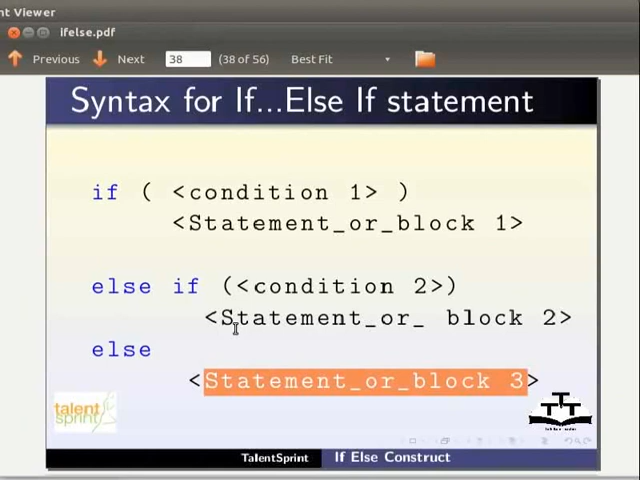 nt Viewer
ifelse.pdf
Previous Next 38 (38 of 56) Best Fit
Syntax for If...Else If statement
if ( <condition 1> )
<Statement_or_block 1>
else if (<condition 2>)
<Statement_or_ block 2>
else
<Statement_or_block 3>
talent
sprint
TalentSprint If Else Construct